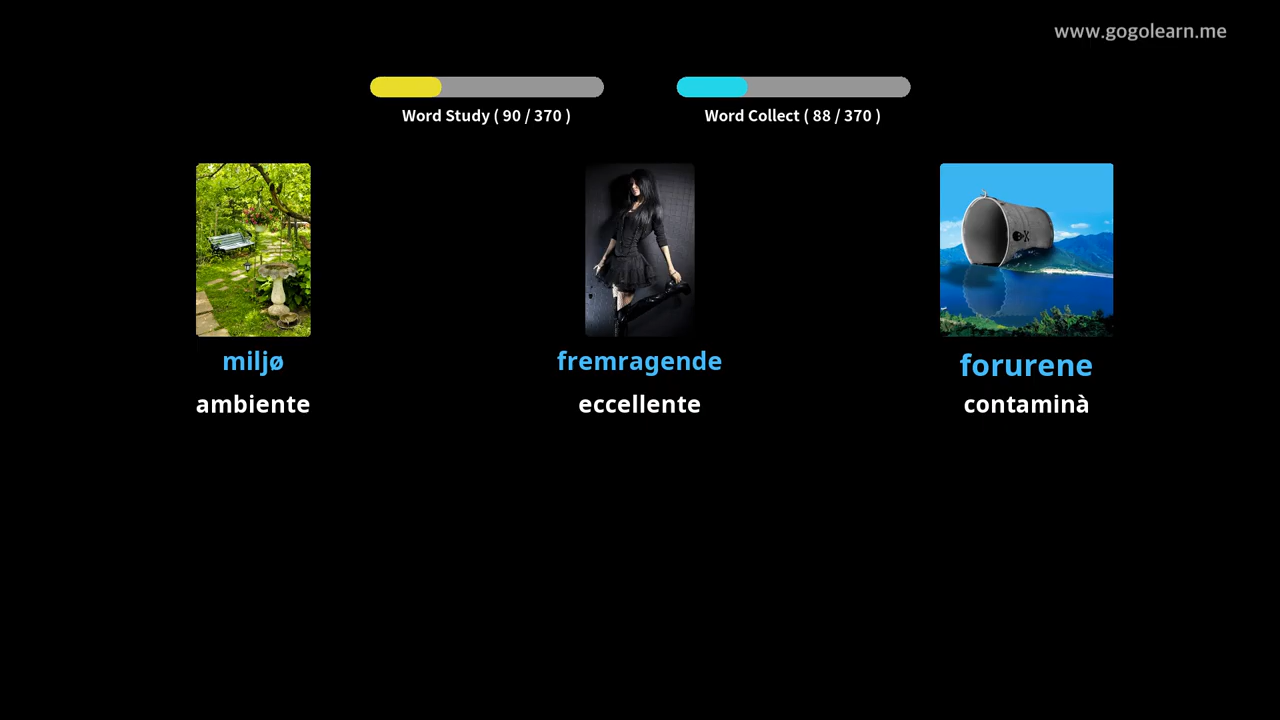 www.gogolearn.me
Word Study ( 90 / 370 )
Word Collect ( 88 / 370 )
miljø
fremragende
forurene
ambiente
eccellente
contaminà